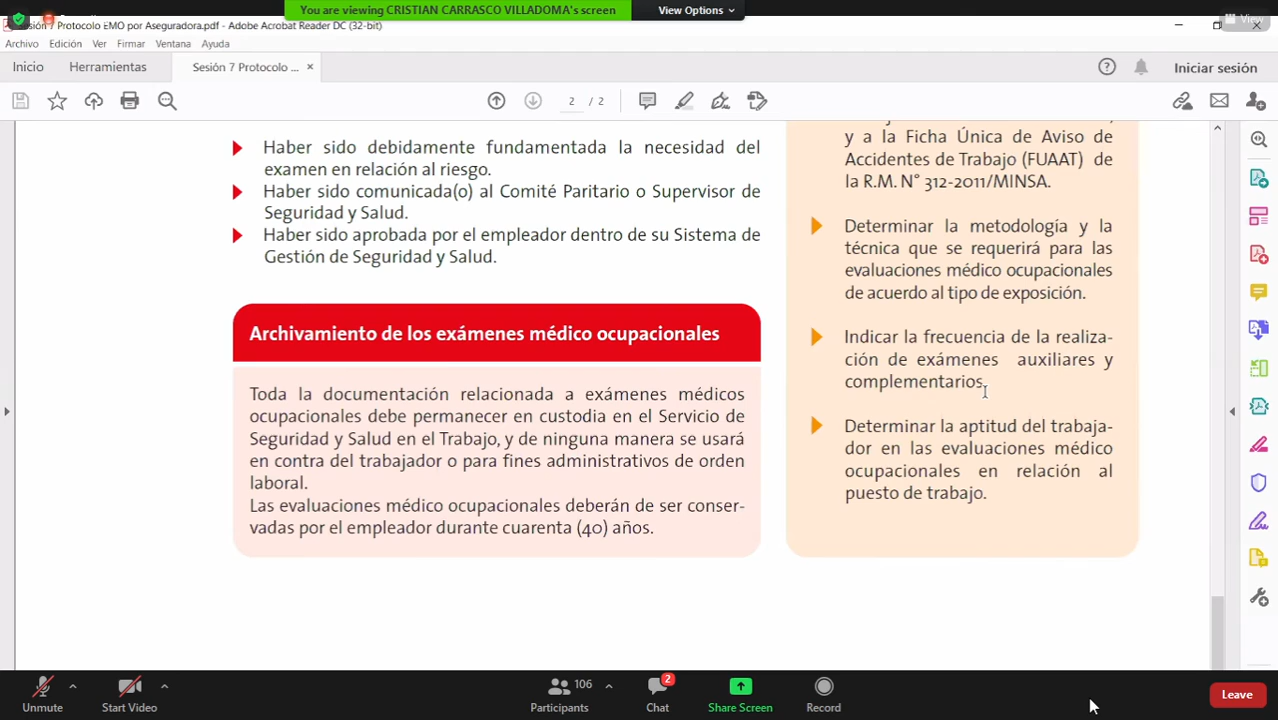 You are viewing CRISTIAN CARRASCO VILLADOMA's screen
View Options
View
7 Protocolo EMO por Aseguradora.pdf - Adobe Acrobat Reader DC (32-bit)
Archivo Edición Ver Firmar Ventana Ayuda
Inicio Herramientas Sesión 7 Protocolo ... × Iniciar sesión
2 / 2
Haber sido debidamente fundamentada la necesidad del
examen en relación al riesgo.
Haber sido comunicada(o) al Comité Paritario o Supervisor de
Seguridad y Salud.
Haber sido aprobada por el empleador dentro de su Sistema de
Gestión de Seguridad y Salud.
Archivamiento de los exámenes médico ocupacionales
Toda la documentación relacionada a exámenes médicos
ocupacionales debe permanecer en custodia en el Servicio de
Seguridad y Salud en el Trabajo, y de ninguna manera se usará
en contra del trabajador o para fines administrativos de orden
laboral.
Las evaluaciones médico ocupacionales deberán de ser conser-
vadas por el empleador durante cuarenta (40) años.
y a la Ficha Única de Aviso de
Accidentes de Trabajo (FUAAT) de
la R.M. N° 312-2011/MINSA.
Determinar la metodología y la
técnica que se requerirá para las
evaluaciones médico ocupacionales
de acuerdo al tipo de exposición.
Indicar la frecuencia de la realiza-
ción de exámenes auxiliares y
complementarios.
Determinar la aptitud del trabaja-
dor en las evaluaciones médico
ocupacionales en relación al
puesto de trabajo.
Unmute
Start Video
106
Participants
2
Chat
Share Screen
Record
Leave